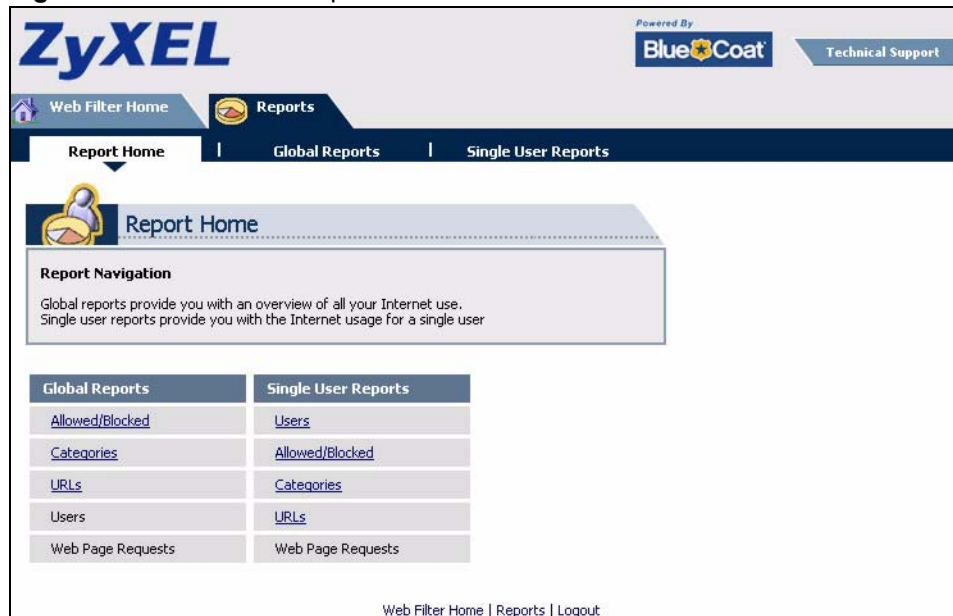 ZyXEL
Powered By
Blue Coat
Technical Support
Web Filter Home
Reports
Report Home | Global Reports | Single User Reports
Report Home
Report Navigation
Global reports provide you with an overview of all your Internet use.
Single user reports provide you with the Internet usage for a single user
Global Reports Single User Reports
Allowed/Blocked Users
Categories Allowed/Blocked
URLs Categories
Users URLs
Web Page Requests Web Page Requests
Web Filter Home | Reports | Logout